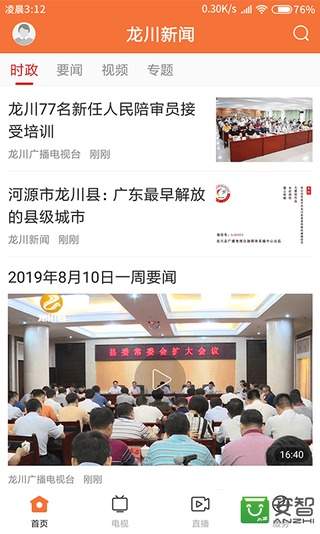 凌晨3:12
0.30K/s
龙川新闻
时政 要闻 视频 专题
龙川77名新任人民陪审员接
受培训
龙川广播电视台 刚刚
河源市龙川县：广东最早解放
的县级城市
龙川新闻 刚刚
2019年8月10日一周要闻
县委常委会扩大会议
16:40
龙川广播电视台 刚刚
首页 电视 直播
安智
ANZHI